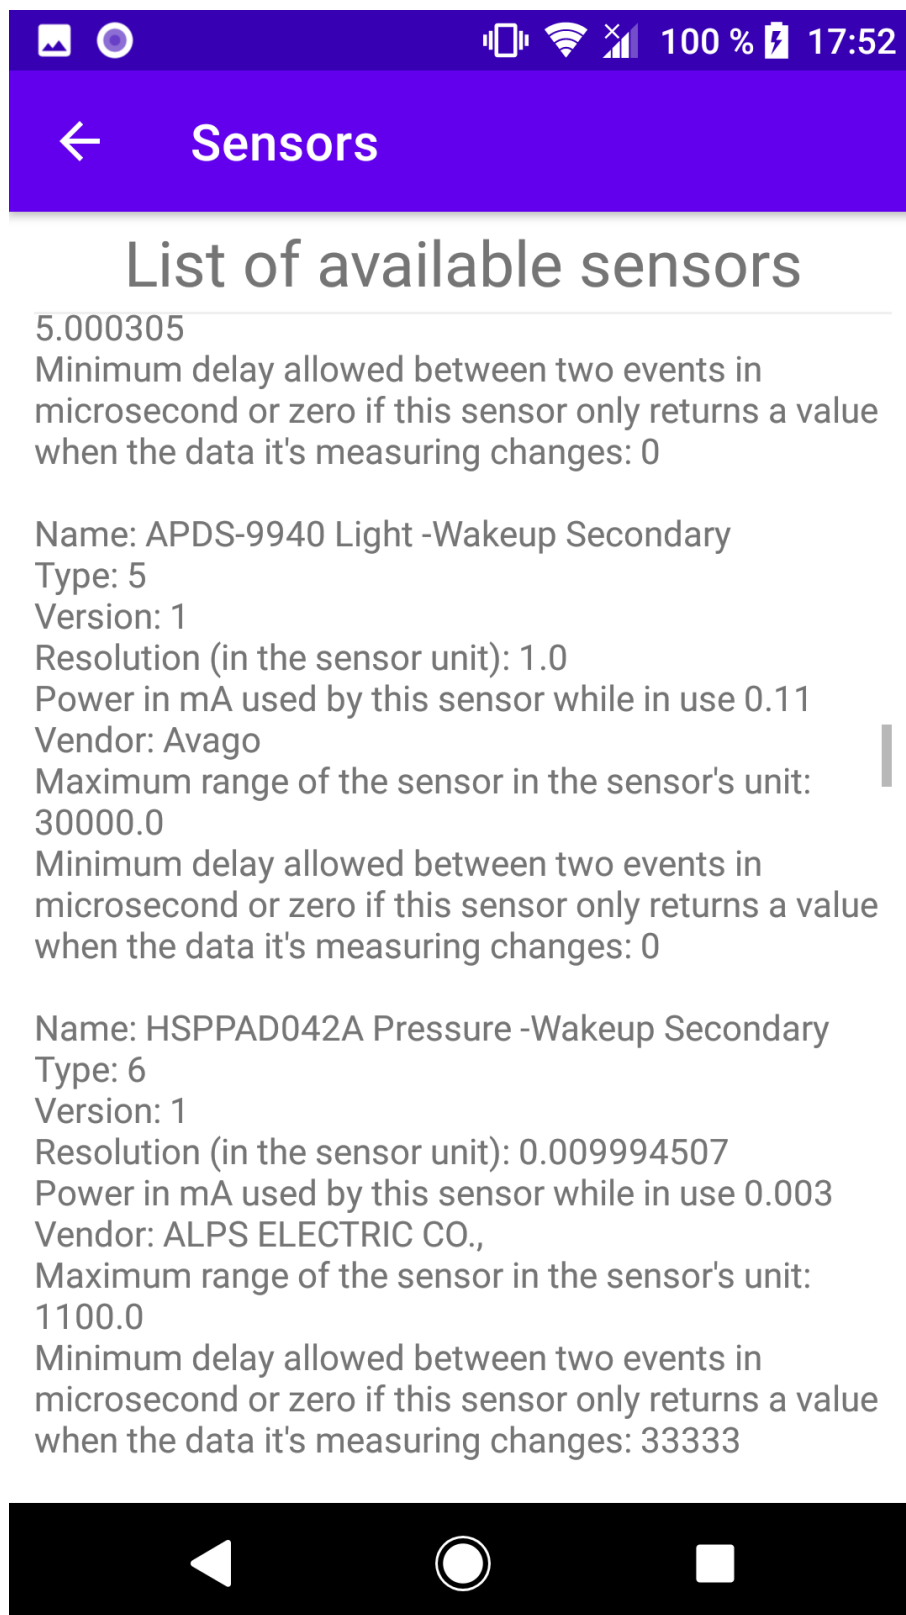 100 % 17:52
Sensors
List of available sensors
5.000305
Minimum delay allowed between two events in
microsecond or zero if this sensor only returns a value
when the data it's measuring changes: 0
Name: APDS-9940 Light -Wakeup Secondary
Type: 5
Version: 1
Resolution (in the sensor unit): 1.0
Power in mA used by this sensor while in use 0.11
Vendor: Avago
Maximum range of the sensor in the sensor's unit:
30000.0
Minimum delay allowed between two events in
microsecond or zero if this sensor only returns a value
when the data it's measuring changes: 0
Name: HSPPAD042A Pressure -Wakeup Secondary
Type: 6
Version: 1
Resolution (in the sensor unit): 0.009994507
Power in mA used by this sensor while in use 0.003
Vendor: ALPS ELECTRIC CO.,
Maximum range of the sensor in the sensor's unit:
1100.0
Minimum delay allowed between two events in
microsecond or zero if this sensor only returns a value
when the data it's measuring changes: 33333